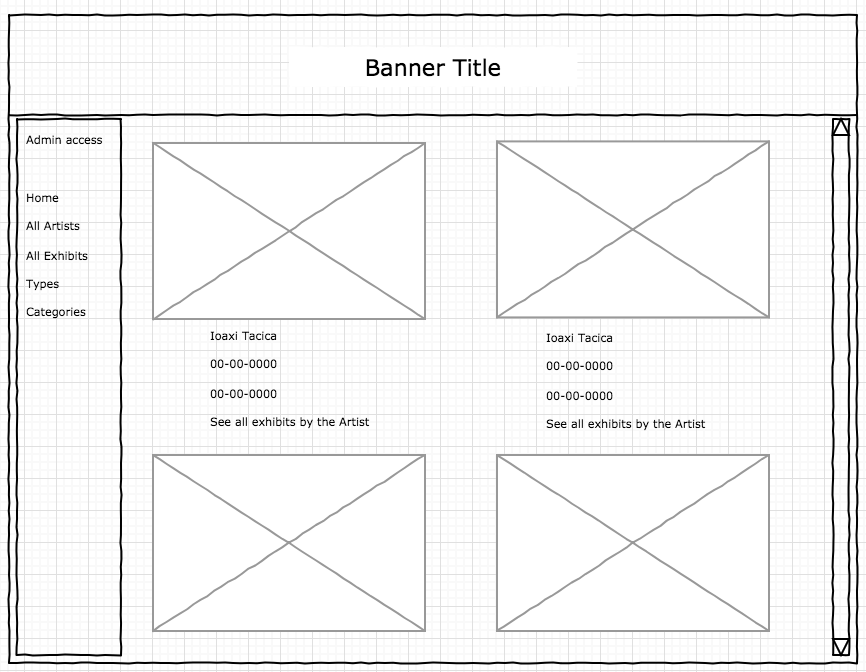 Banner Title
Admin access
Home
All Artists
All Exhibits
Types
Categories
Ioaxi Tacica
00-00-0000
00-00-0000
See all exhibits by the Artist
Ioaxi Tacica
00-00-0000
00-00-0000
See all exhibits by the Artist